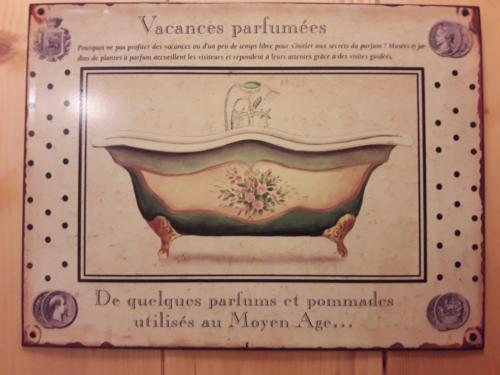 Vacances parfumées
Pourquoi ne pas profiter des vacances ou d'un peu de temps libre pour s'initier aux secrets du parfum ? Musées et jar-
dins de plantes à parfum accueillent les visiteurs et répondent à leurs attentes grâce à des visites guidées.
De quelques parfums et pommades
utilisés au Moyen Age...